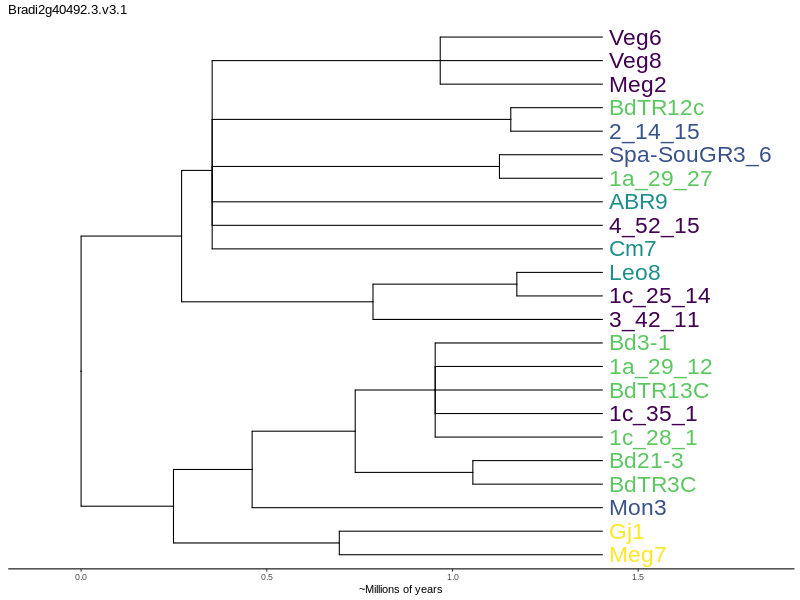 Bradi2g40492.3.v3.1
Veg6
Veg8
Meg2
BdTR12c
2_14_15
Spa-SouGR3_6
1a_29_27
ABR9
4_52_15
Cm7
Leo8
1c_25_14
3_42_11
Bd3-1
1a_29_12
BdTR13C
1c_35_1
1c_28_1
Bd21-3
BdTR3C
Mon3
Gj1
Meg7
0.0 0.5 1.0 1.5
~Millions of years